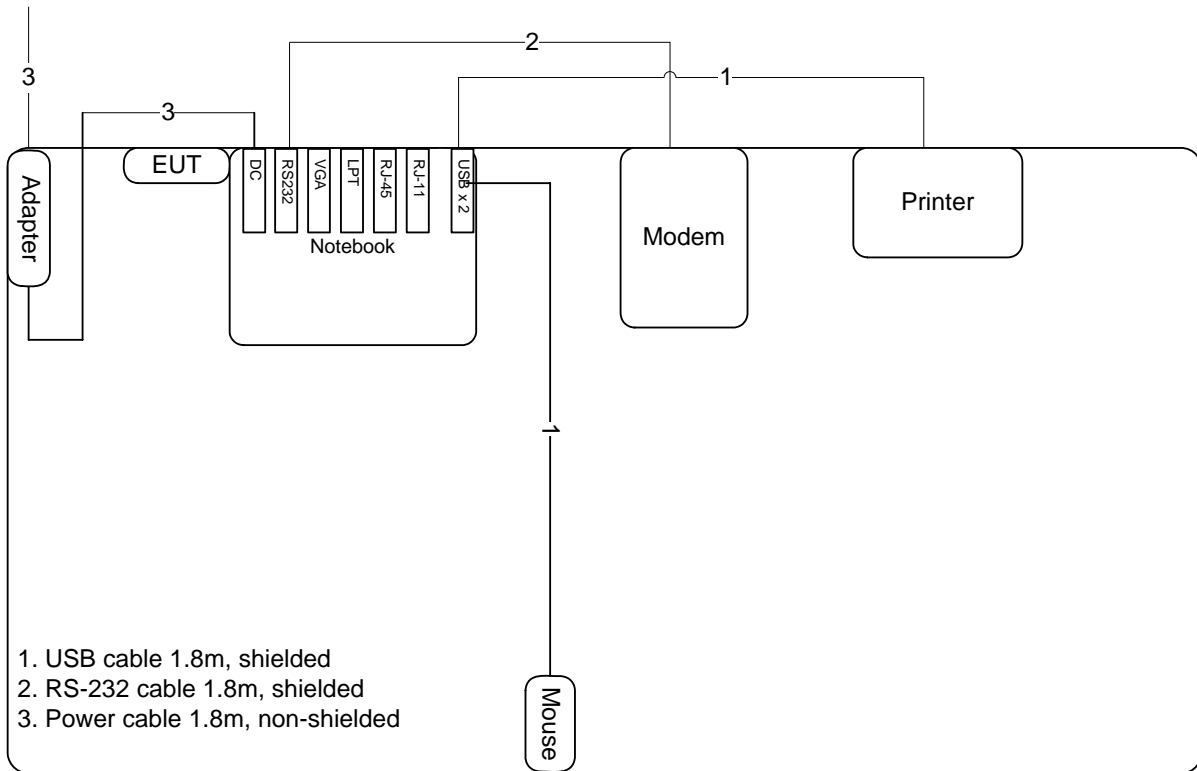 2
3
1
3
EUT
Adapter
DC
RS232
VGA
LPT
RJ-45
RJ-11
USB x 2
Notebook
Modem
Printer
1
1. USB cable 1.8m, shielded
2. RS-232 cable 1.8m, shielded
3. Power cable 1.8m, non-shielded
Mouse